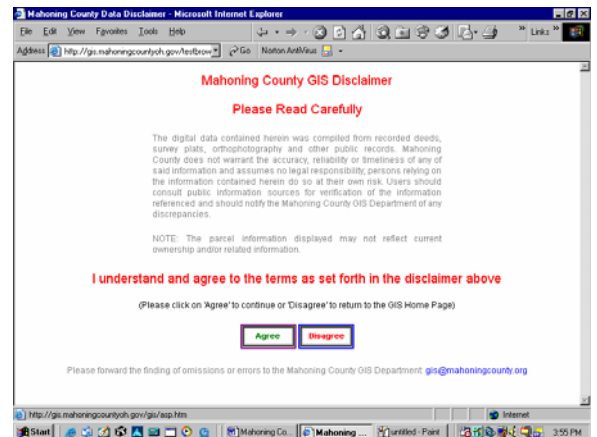 Mahoning County Data Disclaimer - Microsoft Internet Explorer
File Edit View Favorites Tools Help
Links »
Address http://gis.mahoningcountyoh.gov/testbrow Go Norton AntiVirus
Mahoning County GIS Disclaimer
Please Read Carefully
The digital data contained herein was compiled from recorded deeds,
survey plats, orthophotography and other public records. Mahoning
County does not warrant the accuracy, reliability or timeliness of any of
said information and assumes no legal responsibility; persons relying on
the information contained herein do so at their own risk. Users should
consult public information sources for verification of the information
referenced and should notify the Mahoning County GIS Department of any
discrepancies.
NOTE: The parcel information displayed may not reflect current
ownership and/or related information.
I understand and agree to the terms as set forth in the disclaimer above
(Please click on 'Agree' to continue or 'Disagree' to return to the GIS Home Page)
Agree Disagree
Please forward the finding of omissions or errors to the Mahoning County GIS Department: gis@mahoningcounty.org
http://gis.mahoningcountyoh.gov/gis/asp.htm Internet
Start Mahoning Co... Mahoning ... untitled - Paint 3:55 PM